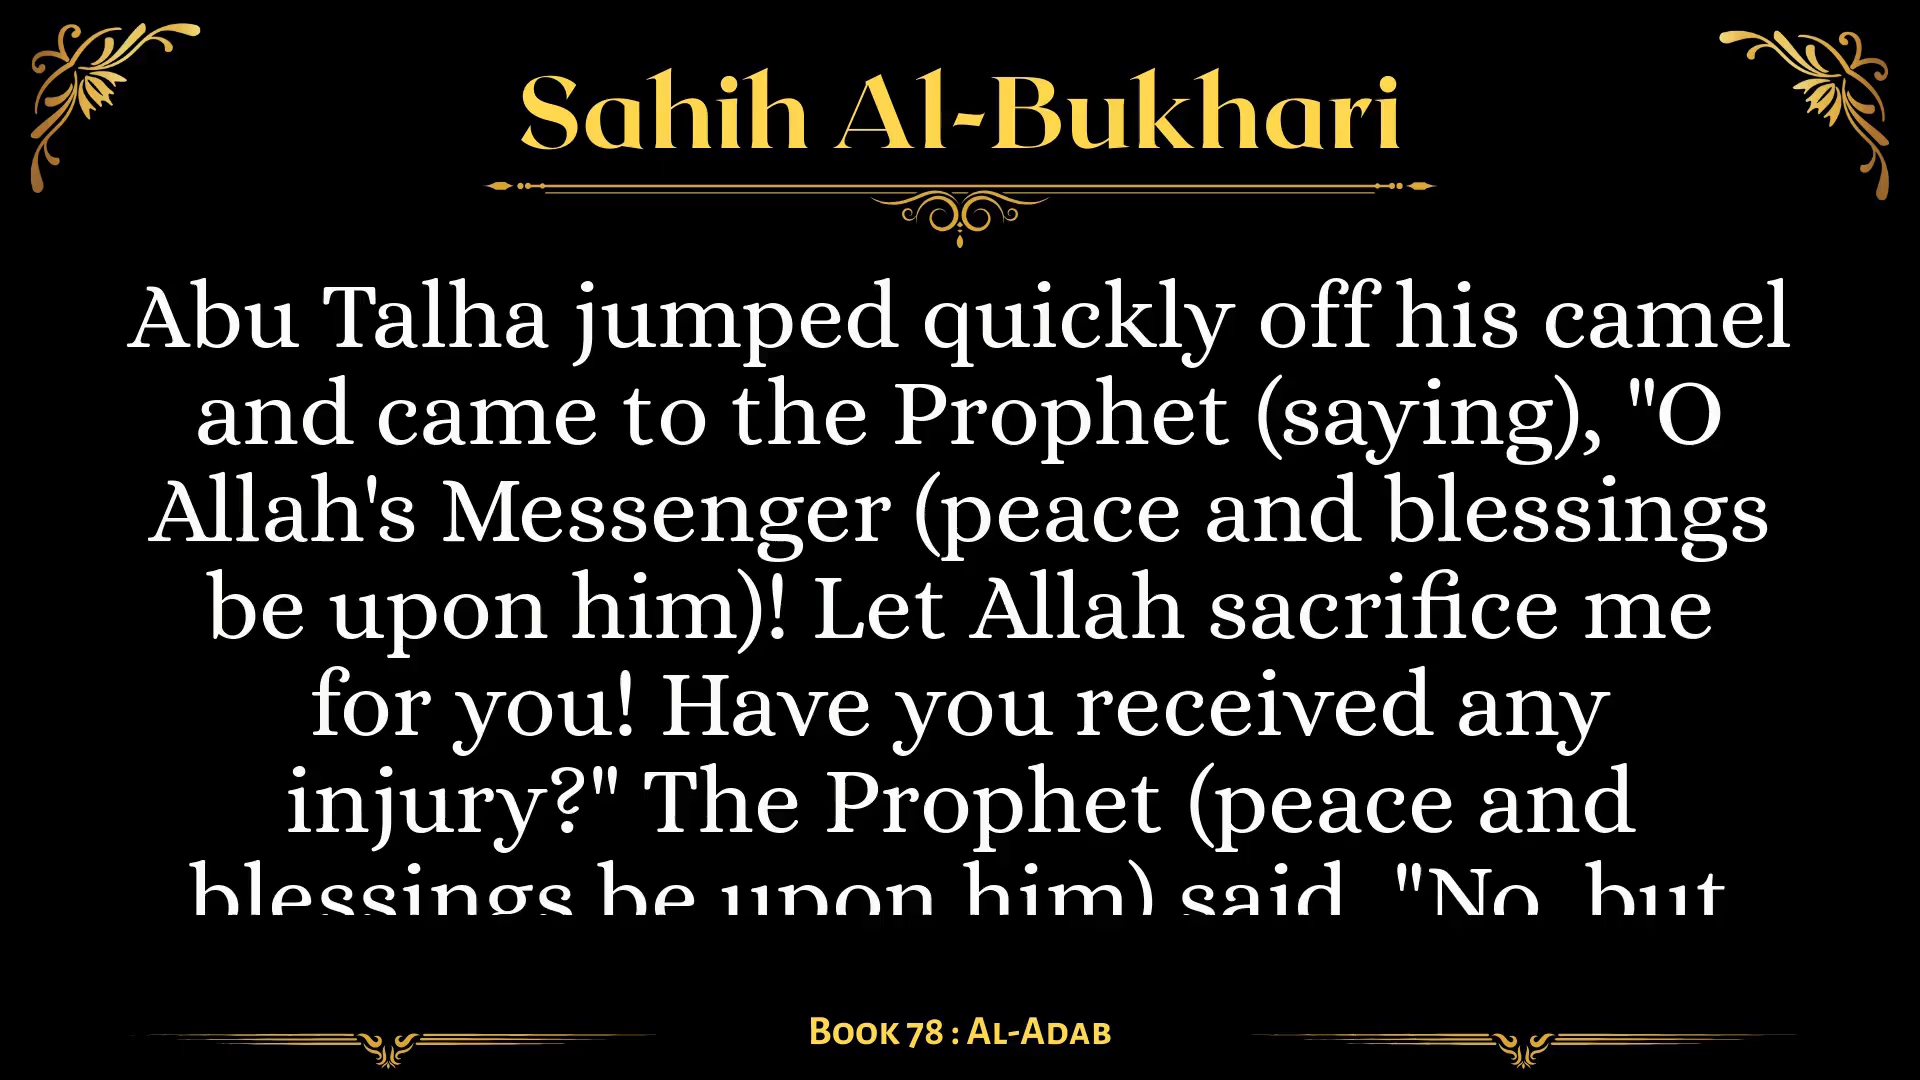 Sahih Al-Bukhari
Abu Talha jumped quickly off his camel
and came to the Prophet (saying), "O
Allah's Messenger (peace and blessings
be upon him)! Let Allah sacrifice me
for you! Have you received any
injury?" The Prophet (peace and
blessings be upon him) said, "No, but
Book 78 : Al-Adab